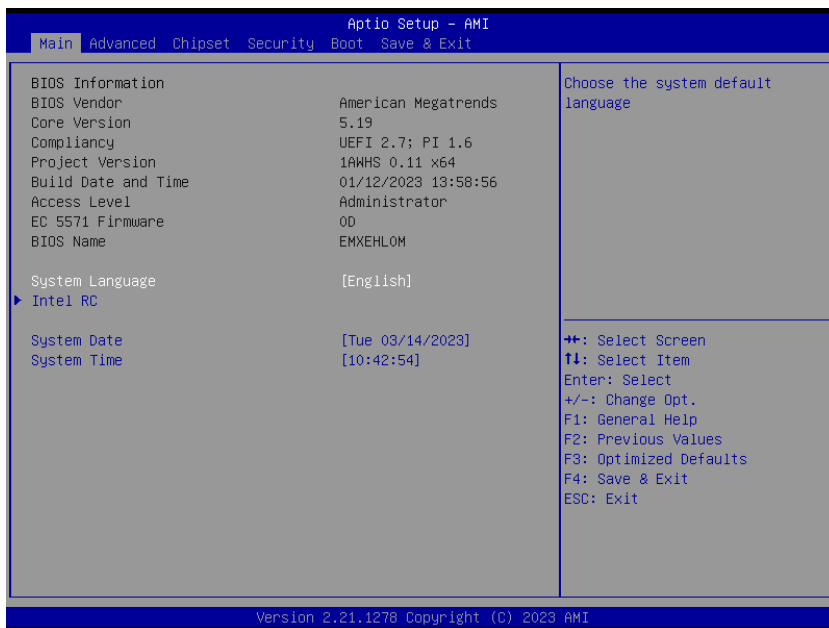 Aptio Setup – AMI
Main Advanced Chipset Security Boot Save & Exit
BIOS Information
BIOS Vendor American Megatrends
Core Version 5.19
Compliancy UEFI 2.7; PI 1.6
Project Version 1AWHS 0.11 x64
Build Date and Time 01/12/2023 13:58:56
Access Level Administrator
EC 5571 Firmware 0D
BIOS Name EMXEHLOM
System Language [English]
Intel RC
System Date [Tue 03/14/2023]
System Time [10:42:54]
Choose the system default
language
→←: Select Screen
↑↓: Select Item
Enter: Select
+/-: Change Opt.
F1: General Help
F2: Previous Values
F3: Optimized Defaults
F4: Save & Exit
ESC: Exit
Version 2.21.1278 Copyright (C) 2023 AMI